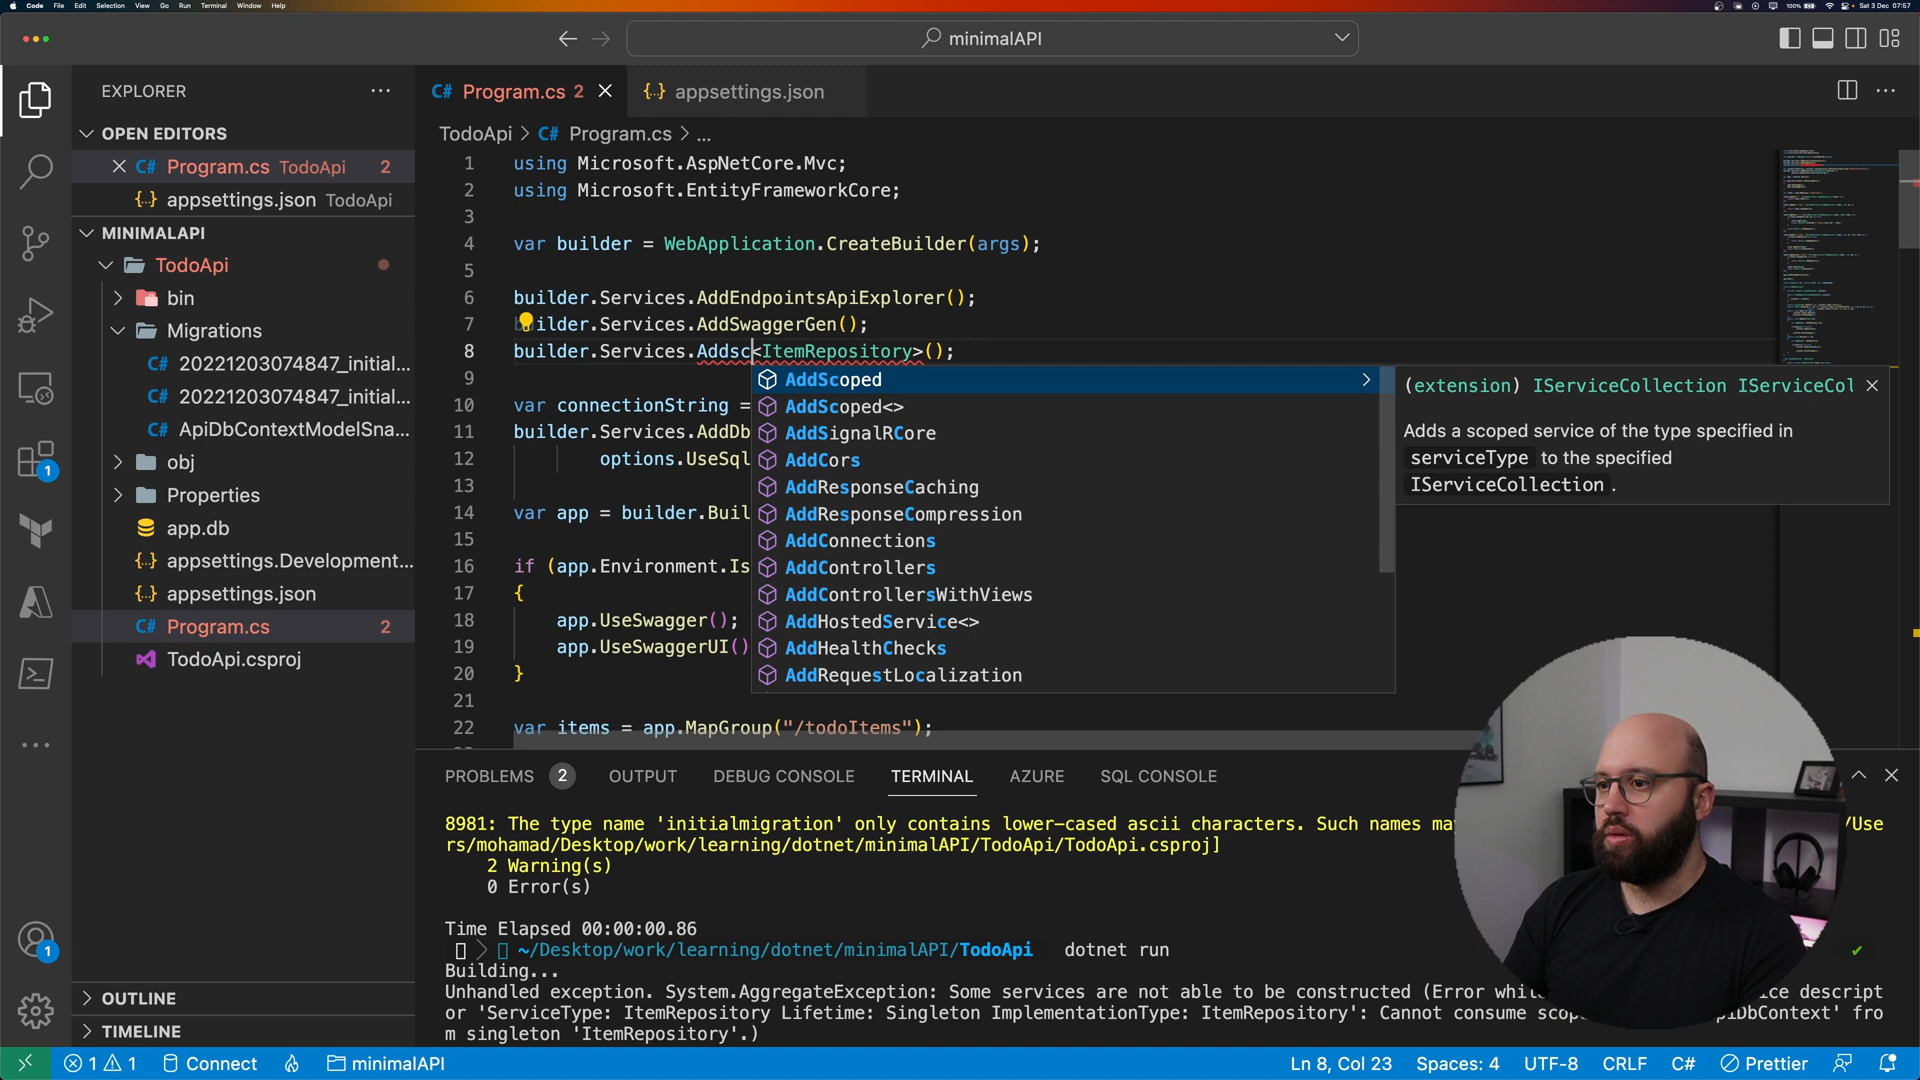 Code File Edit Selection View Go Run Terminal Window Help
100%
Sat 3 Dec 07:57
minimalAPI
EXPLORER
OPEN EDITORS
C# Program.cs TodoApi 2
{..} appsettings.json TodoApi
MINIMALAPI
TodoApi
bin
Migrations
C# 20221203074847_initial...
C# 20221203074847_initial...
C# ApiDbContextModelSna...
obj
Properties
app.db
{..} appsettings.Development...
{..} appsettings.json
C# Program.cs 2
TodoApi.csproj
OUTLINE
TIMELINE
1
1
C# Program.cs 2
{..} appsettings.json
TodoApi > C# Program.cs > ...
1 using Microsoft.AspNetCore.Mvc;
2 using Microsoft.EntityFrameworkCore;
3
4 var builder = WebApplication.CreateBuilder(args);
5
6 builder.Services.AddEndpointsApiExplorer();
7 builder.Services.AddSwaggerGen();
8 builder.Services.Addsc<ItemRepository>();
9
10 var connectionString =
11 builder.Services.AddDb
12 options.UseSql
13
14 var app = builder.Buil
15
16 if (app.Environment.Is
17 {
18 app.UseSwagger();
19 app.UseSwaggerUI()
20 }
21
22 var items = app.MapGroup("/todoItems");
AddScoped
AddScoped<>
AddSignalRCore
AddCors
AddResponseCaching
AddResponseCompression
AddConnections
AddControllers
AddControllersWithViews
AddHostedService<>
AddHealthChecks
AddRequestLocalization
(extension) IServiceCollection IServiceCol
Adds a scoped service of the type specified in
serviceType to the specified
IServiceCollection.
PROBLEMS 2 OUTPUT DEBUG CONSOLE TERMINAL AZURE SQL CONSOLE
8981: The type name 'initialmigration' only contains lower-cased ascii characters. Such names ma /Use
rs/mohamad/Desktop/work/learning/dotnet/minimalAPI/TodoApi/TodoApi.csproj]
2 Warning(s)
0 Error(s)
Time Elapsed 00:00:00.86
~/Desktop/work/learning/dotnet/minimalAPI/TodoApi dotnet run
Building...
Unhandled exception. System.AggregateException: Some services are not able to be constructed (Error whil ice descript
or 'ServiceType: ItemRepository Lifetime: Singleton ImplementationType: ItemRepository': Cannot consume scop piDbContext' fro
m singleton 'ItemRepository'.)
1 1 Connect minimalAPI
Ln 8, Col 23 Spaces: 4 UTF-8 CRLF C# Prettier